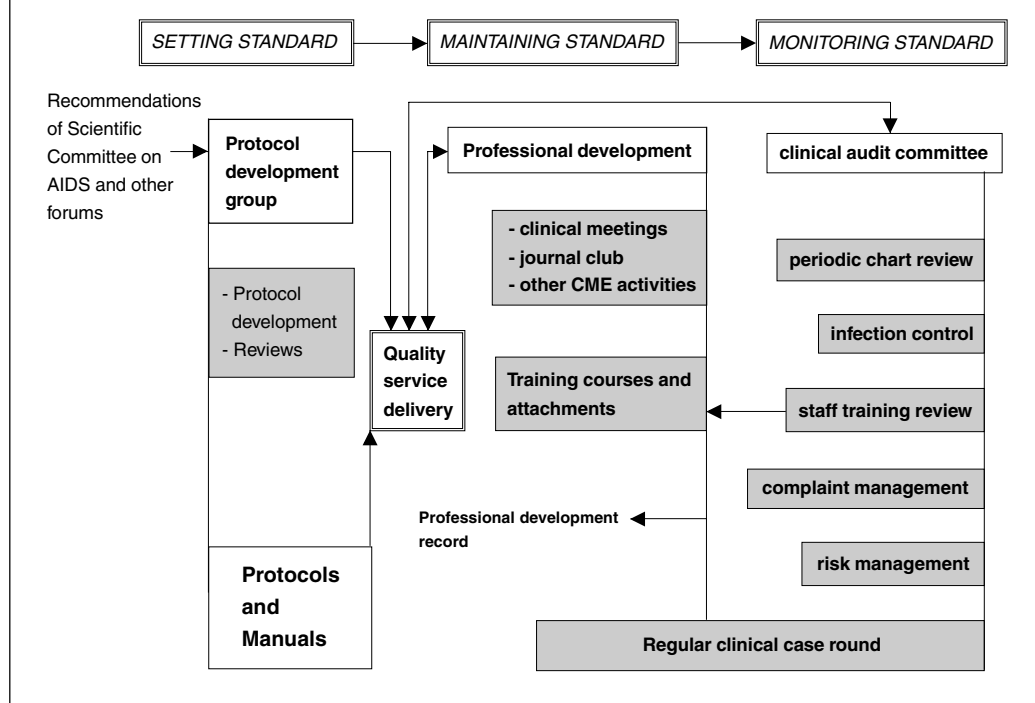 SETTING STANDARD
MAINTAINING STANDARD
MONITORING STANDARD
Recommendations
of Scientific
Committee on
AIDS and other
forums
Protocol
development
group
Professional development
clinical audit committee
- clinical meetings
- journal club
- other CME activities
periodic chart review
- Protocol
development
- Reviews
infection control
Quality
service
delivery
Training courses and
attachments
staff training review
complaint management
Professional development
record
risk management
Protocols
and
Manuals
Regular clinical case round